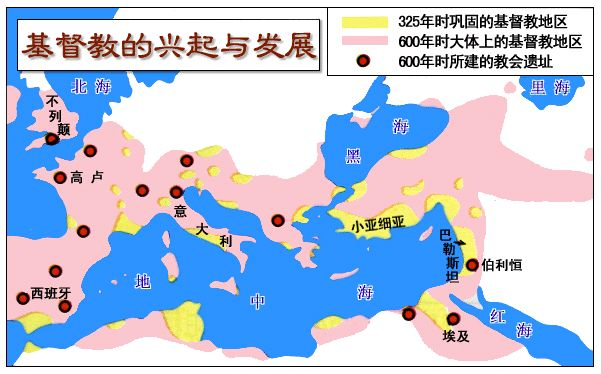 基督教的兴起与发展
325年时巩固的基督教地区
600年时大体上的基督教地区
600年时所建的教会遗址
北海
里海
不列颠
黑海
高卢
意大利
小亚细亚
巴勒斯坦
伯利恒
西班牙
地中海
红海
埃及